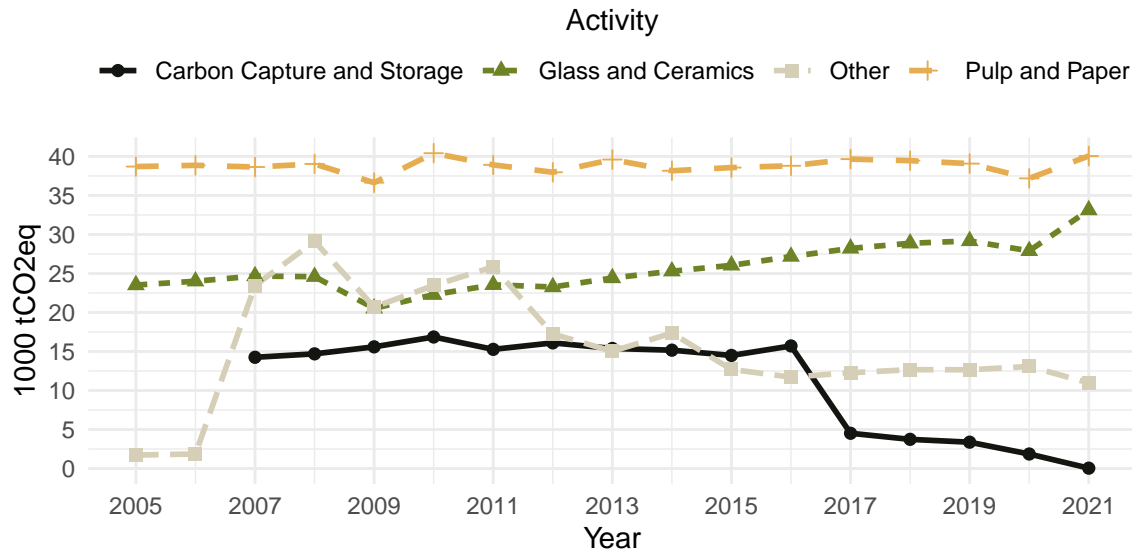 Activity
Carbon Capture and Storage Glass and Ceramics Other Pulp and Paper
40
35
30
25
20
15
10
5
0
1000 tCO2eq
2005 2007 2009 2011 2013 2015 2017 2019 2021
Year